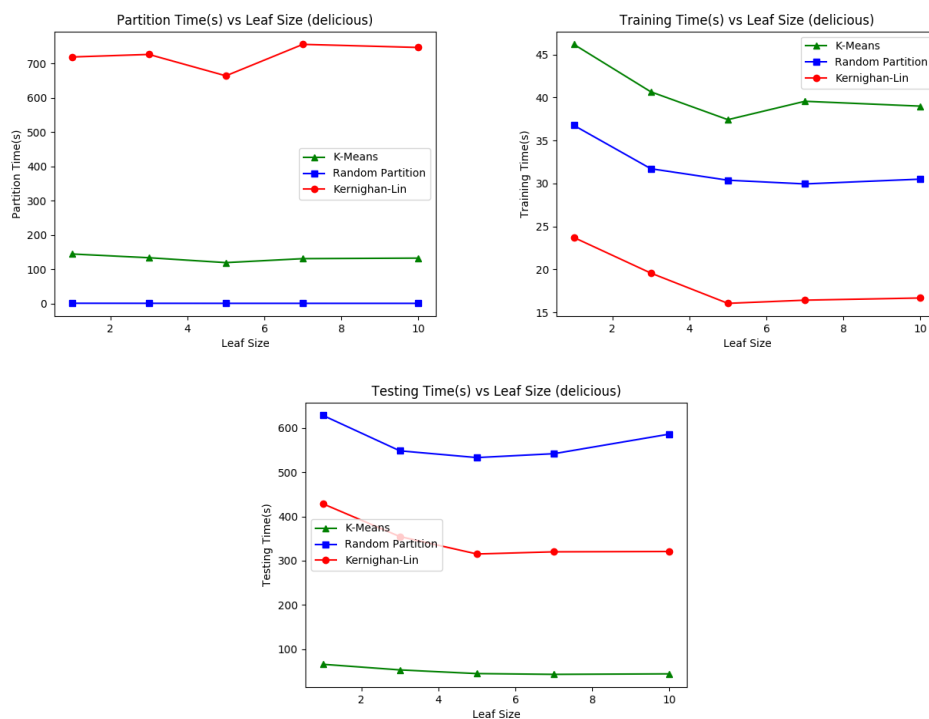 Partition Time(s) vs Leaf Size (delicious)
Partition Time(s)
700
600
500
400
300
200
100
0
K-Means
Random Partition
Kernighan-Lin
2 4 6 8 10
Leaf Size
Training Time(s) vs Leaf Size (delicious)
Training Time(s)
45
40
35
30
25
20
15
K-Means
Random Partition
Kernighan-Lin
2 4 6 8 10
Leaf Size
Testing Time(s) vs Leaf Size (delicious)
Testing Time(s)
600
500
400
300
200
100
K-Means
Random Partition
Kernighan-Lin
2 4 6 8 10
Leaf Size